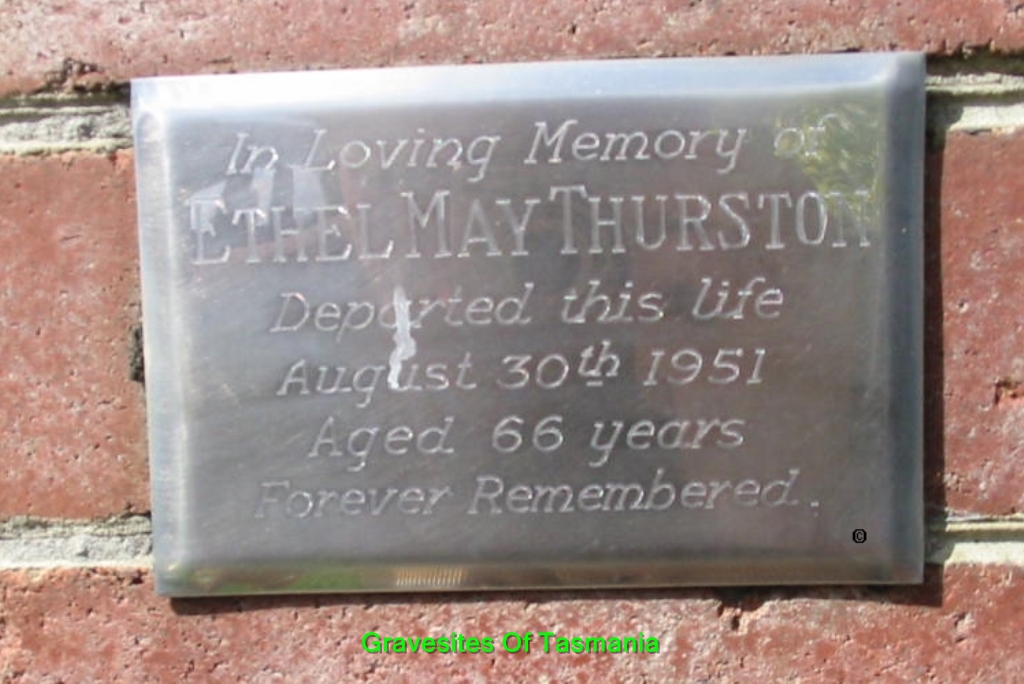 In Loving Memory of
ETHEL MAY THURSTON
Departed this life
August 30th 1951
Aged 66 years
Forever Remembered.
©
Gravesites Of Tasmania